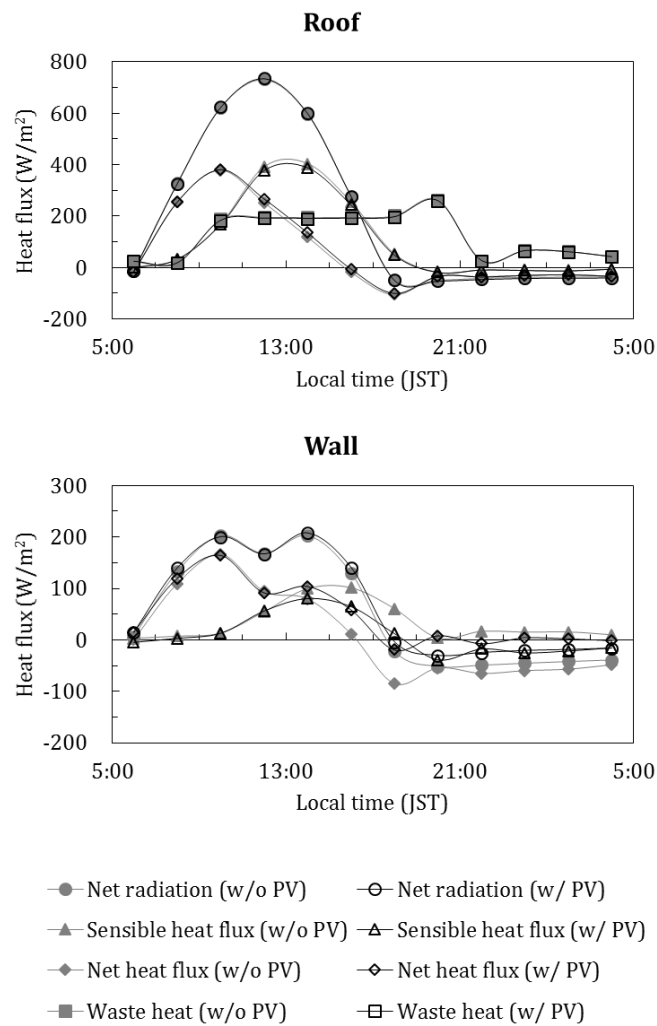 Roof
800
600
400
200
0
-200
Heat flux (W/m²)
5:00 13:00 21:00 5:00
Local time (JST)
Wall
300
200
100
0
-100
-200
Heat flux (W/m²)
5:00 13:00 21:00 5:00
Local time (JST)
Net radiation (w/o PV) Net radiation (w/ PV)
Sensible heat flux (w/o PV) Sensible heat flux (w/ PV)
Net heat flux (w/o PV) Net heat flux (w/ PV)
Waste heat (w/o PV) Waste heat (w/ PV)